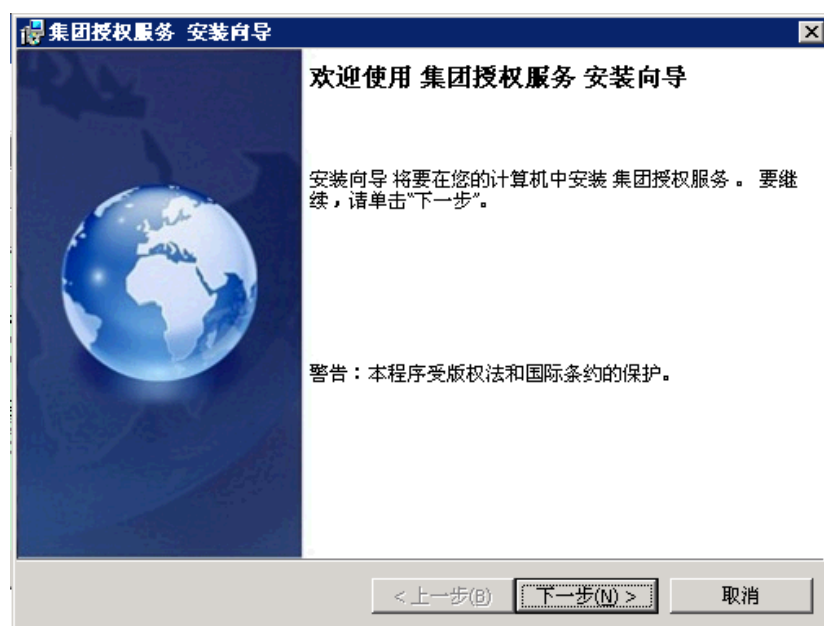 集团授权服务 安装向导
欢迎使用 集团授权服务 安装向导
安装向导 将要在您的计算机中安装 集团授权服务 。 要继
续，请单击“下一步”。
警告：本程序受版权法和国际条约的保护。
<上一步(B)
下一步(N) >
取消